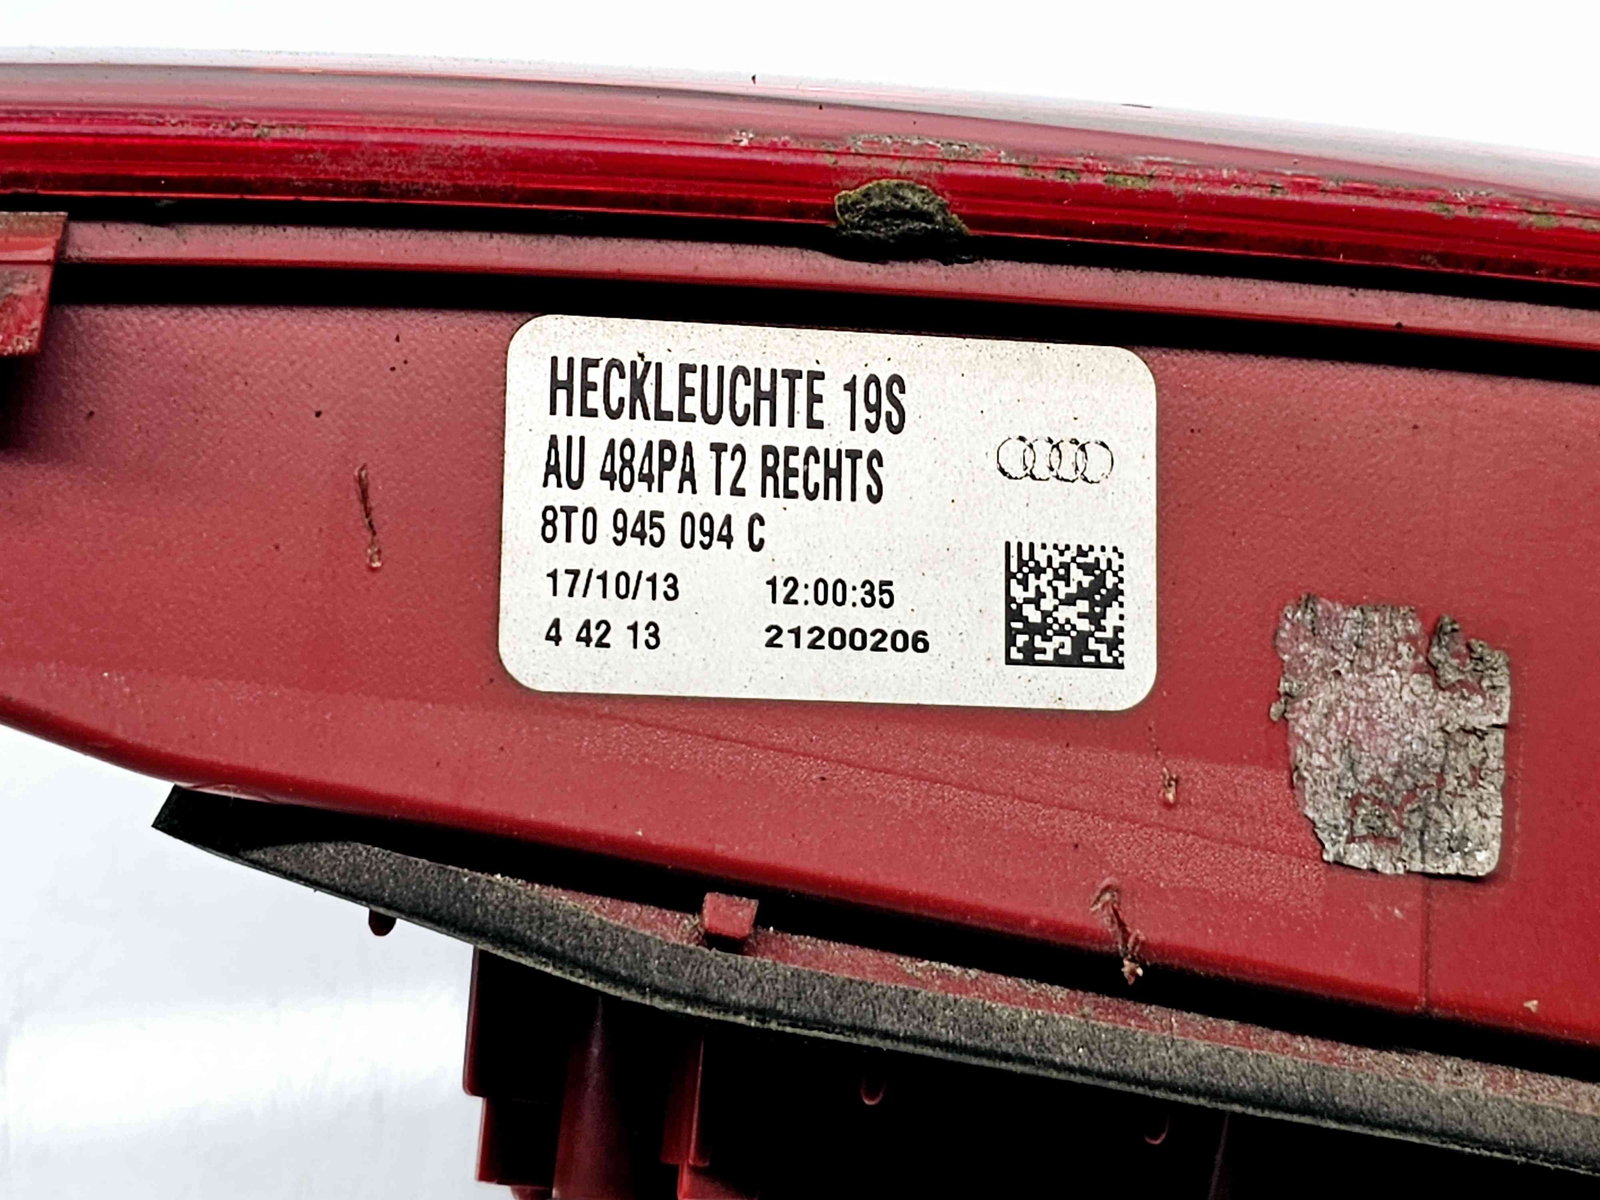 HECKLEUCHTE 19S
AU 484PA T2 RECHTS
8T0 945 094 C
17/10/13 12:00:35
4 42 13 21200206